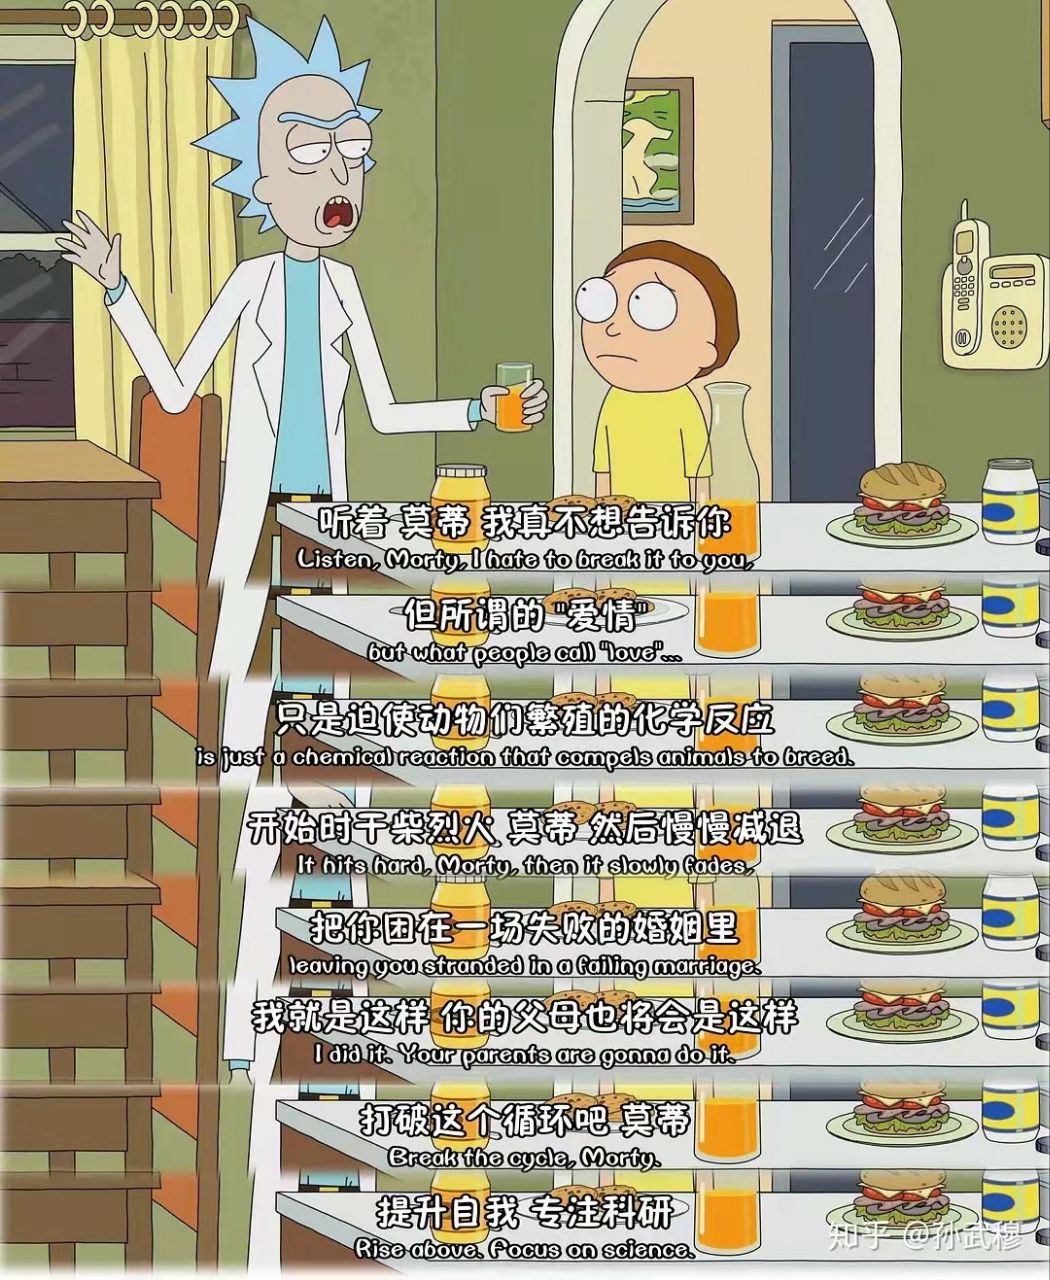 听着 莫蒂 我真不想告诉你
Listen, Morty, I hate to break it to you,
但所谓的 "爱情"
but what people call "love"...
只是迫使动物们繁殖的化学反应
is just a chemical reaction that compels animals to breed.
开始时干柴烈火 莫蒂 然后慢慢减退
It hits hard, Morty, then it slowly fades,
把你困在一场失败的婚姻里
leaving you stranded in a failing marriage.
我就是这样 你的父母也将会是这样
I did it. Your parents are gonna do it.
打破这个循环吧 莫蒂
Break the cycle, Morty.
提升自我 专注科研
Rise above. Focus on science.
知乎 @孙武穆